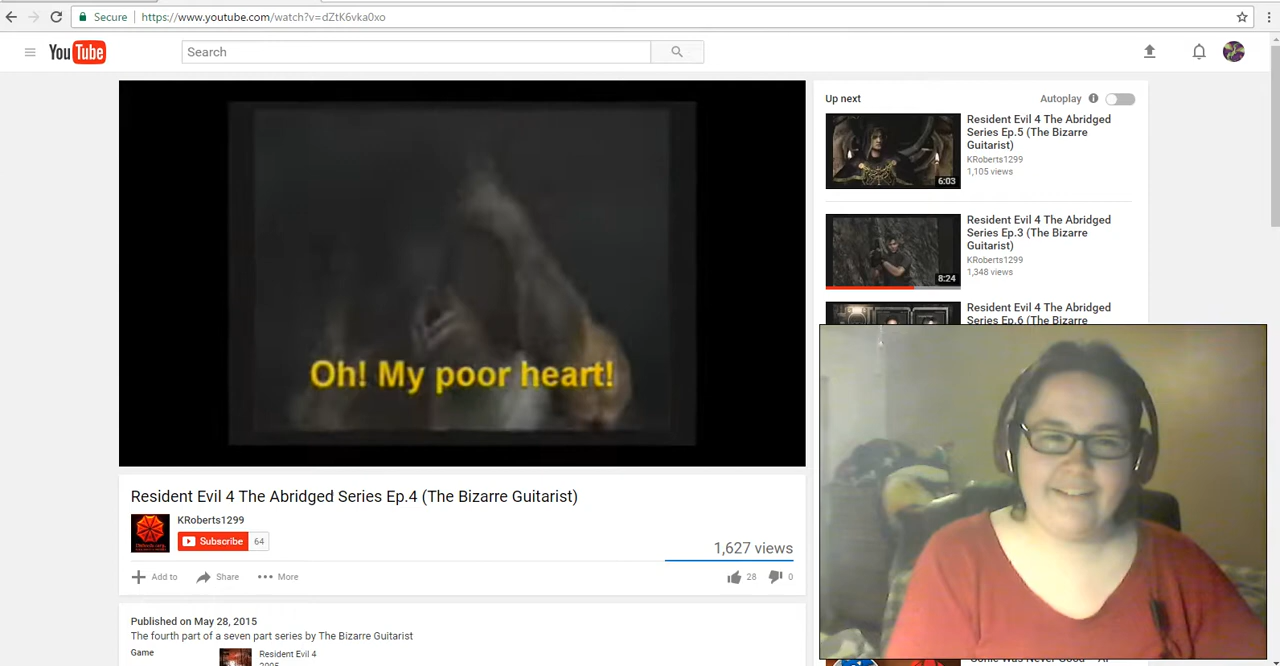 Secure
https://www.youtube.com/watch?v=dZtK6vka0xo
YouTube
Search
Oh! My poor heart!
Resident Evil 4 The Abridged Series Ep.4 (The Bizarre Guitarist)
KRoberts1299
Subscribe 64
1,627 views
Add to Share More
28 0
Published on May 28, 2015
The fourth part of a seven part series by The Bizarre Guitarist
Game
Resident Evil 4
2005
Up next
Autoplay
Resident Evil 4 The Abridged
Series Ep.5 (The Bizarre
Guitarist)
KRoberts1299
1,105 views
6:03
Resident Evil 4 The Abridged
Series Ep.3 (The Bizarre
Guitarist)
KRoberts1299
1,348 views
8:24
Resident Evil 4 The Abridged
Series Ep.6 (The Bizarre